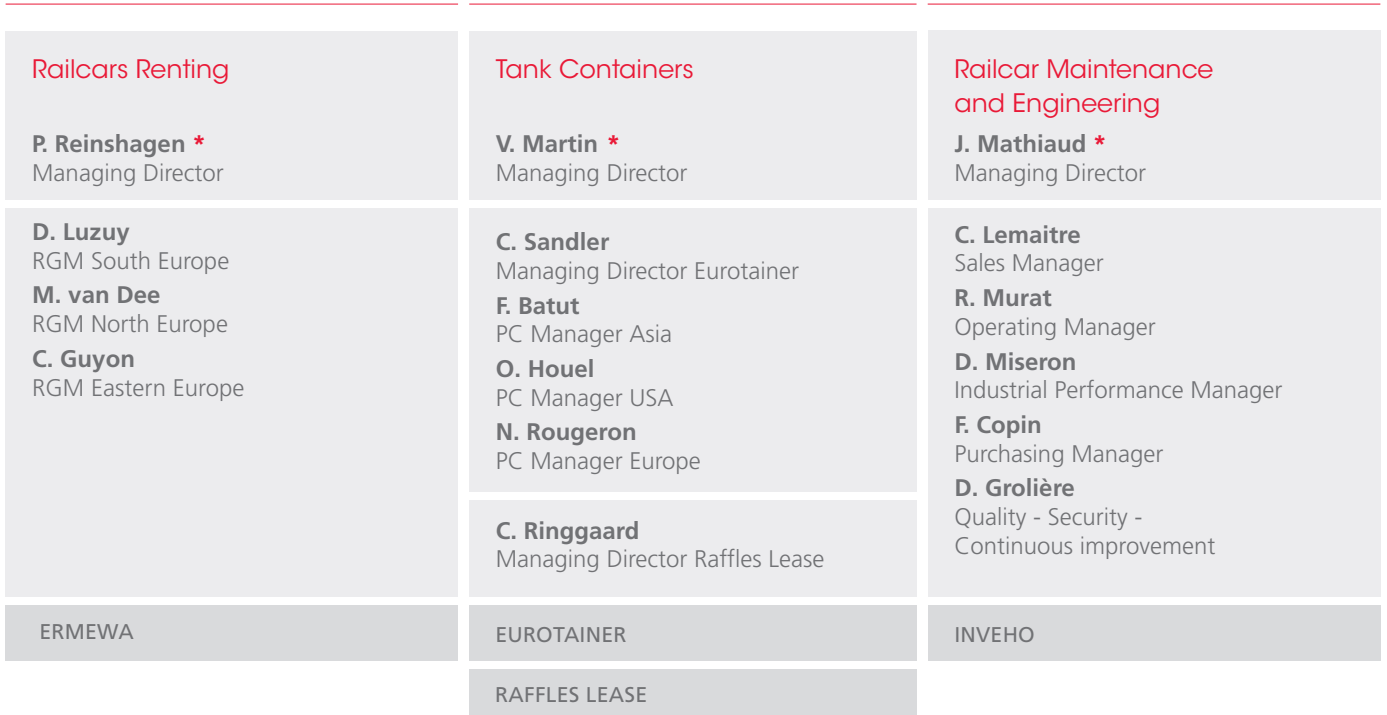 Railcars Renting
P. Reinshagen *
Managing Director
D. Luzuy
RGM South Europe
M. van Dee
RGM North Europe
C. Guyon
RGM Eastern Europe
ERMEWA
Tank Containers
V. Martin *
Managing Director
C. Sandler
Managing Director Eurotainer
F. Batut
PC Manager Asia
O. Houel
PC Manager USA
N. Rougeron
PC Manager Europe
C. Ringgaard
Managing Director Raffles Lease
EUROTAINER
RAFFLES LEASE
Railcar Maintenance
and Engineering
J. Mathiaud *
Managing Director
C. Lemaitre
Sales Manager
R. Murat
Operating Manager
D. Miseron
Industrial Performance Manager
F. Copin
Purchasing Manager
D. Grolière
Quality - Security -
Continuous improvement
INVEHO